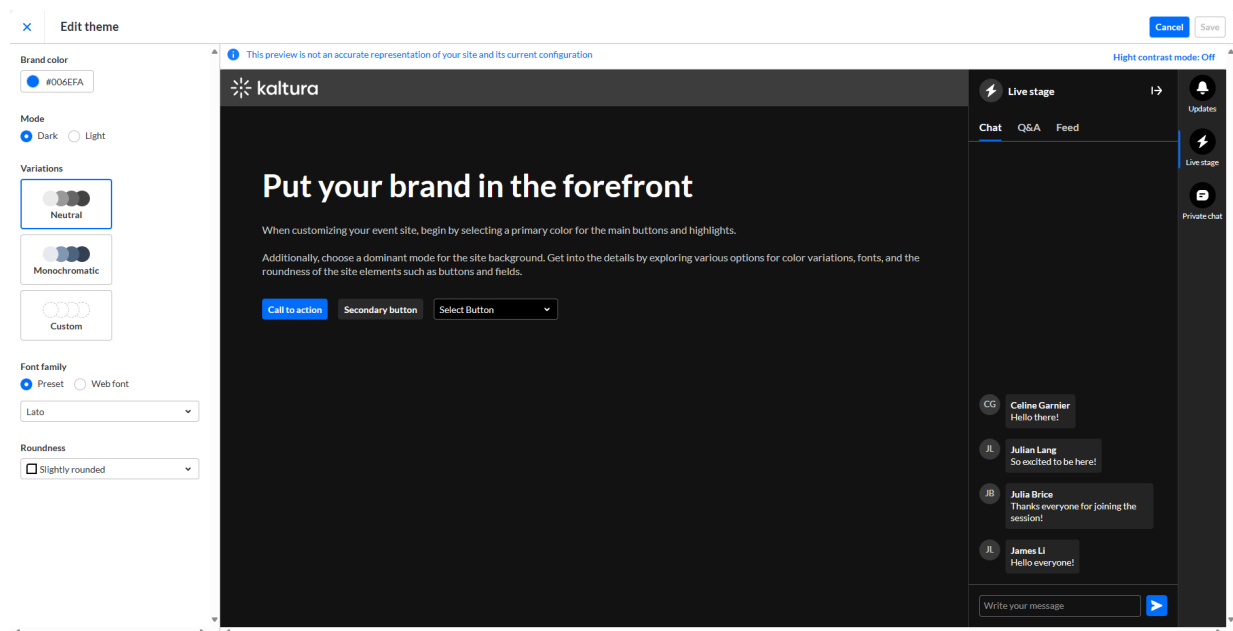 Edit theme
Cancel
Save
Brand color
#006EFA
Mode
Dark
Light
Variations
Neutral
Monochromatic
Custom
Font family
Preset
Web font
Lato
Roundness
Slightly rounded
This preview is not an accurate representation of your site and its current configuration
Hight contrast mode: Off
kaltura
Put your brand in the forefront
When customizing your event site, begin by selecting a primary color for the main buttons and highlights.
Additionally, choose a dominant mode for the site background. Get into the details by exploring various options for color variations, fonts, and the
roundness of the site elements such as buttons and fields.
Call to action
Secondary button
Select Button
Live stage
Chat
Q&A
Feed
CG
Celine Garnier
Hello there!
JL
Julian Lang
So excited to be here!
JB
Julia Brice
Thanks everyone for joining the
session!
JL
James Li
Hello everyone!
Write your message
Updates
Live stage
Private chat